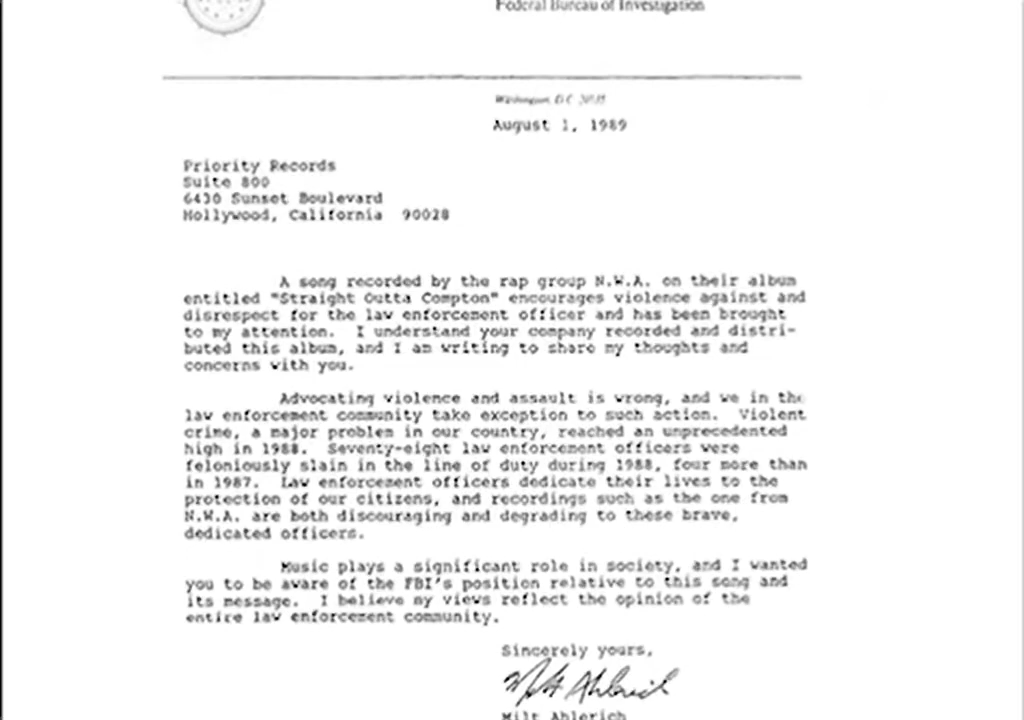 Federal Bureau of Investigation
Washington, D.C. 20535
August 1, 1989
Priority Records
Suite 800
6430 Sunset Boulevard
Hollywood, California 90028
A song recorded by the rap group N.W.A. on their album
entitled "Straight Outta Compton" encourages violence against and
disrespect for the law enforcement officer and has been brought
to my attention. I understand your company recorded and distri-
buted this album, and I am writing to share my thoughts and
concerns with you.
Advocating violence and assault is wrong, and we in the
law enforcement community take exception to such action. Violent
crime, a major problem in our country, reached an unprecedented
high in 1988. Seventy-eight law enforcement officers were
feloniously slain in the line of duty during 1988, four more than
in 1987. Law enforcement officers dedicate their lives to the
protection of our citizens, and recordings such as the one from
N.W.A. are both discouraging and degrading to these brave,
dedicated officers.
Music plays a significant role in society, and I wanted
you to be aware of the FBI's position relative to this song and
its message. I believe my views reflect the opinion of the
entire law enforcement community.
Sincerely yours,
Milt Ahlerich
Milt Ahlerich